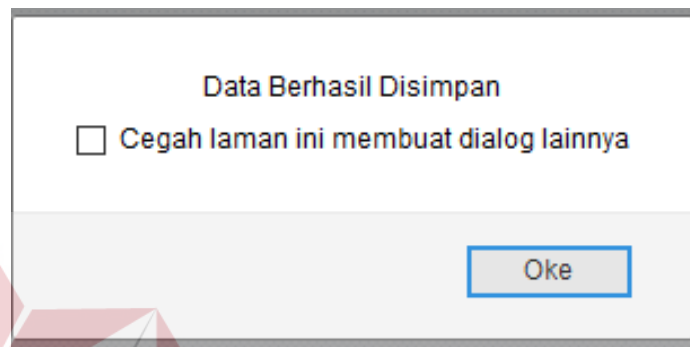 Data Berhasil Disimpan
Cegah laman ini membuat dialog lainnya
Oke